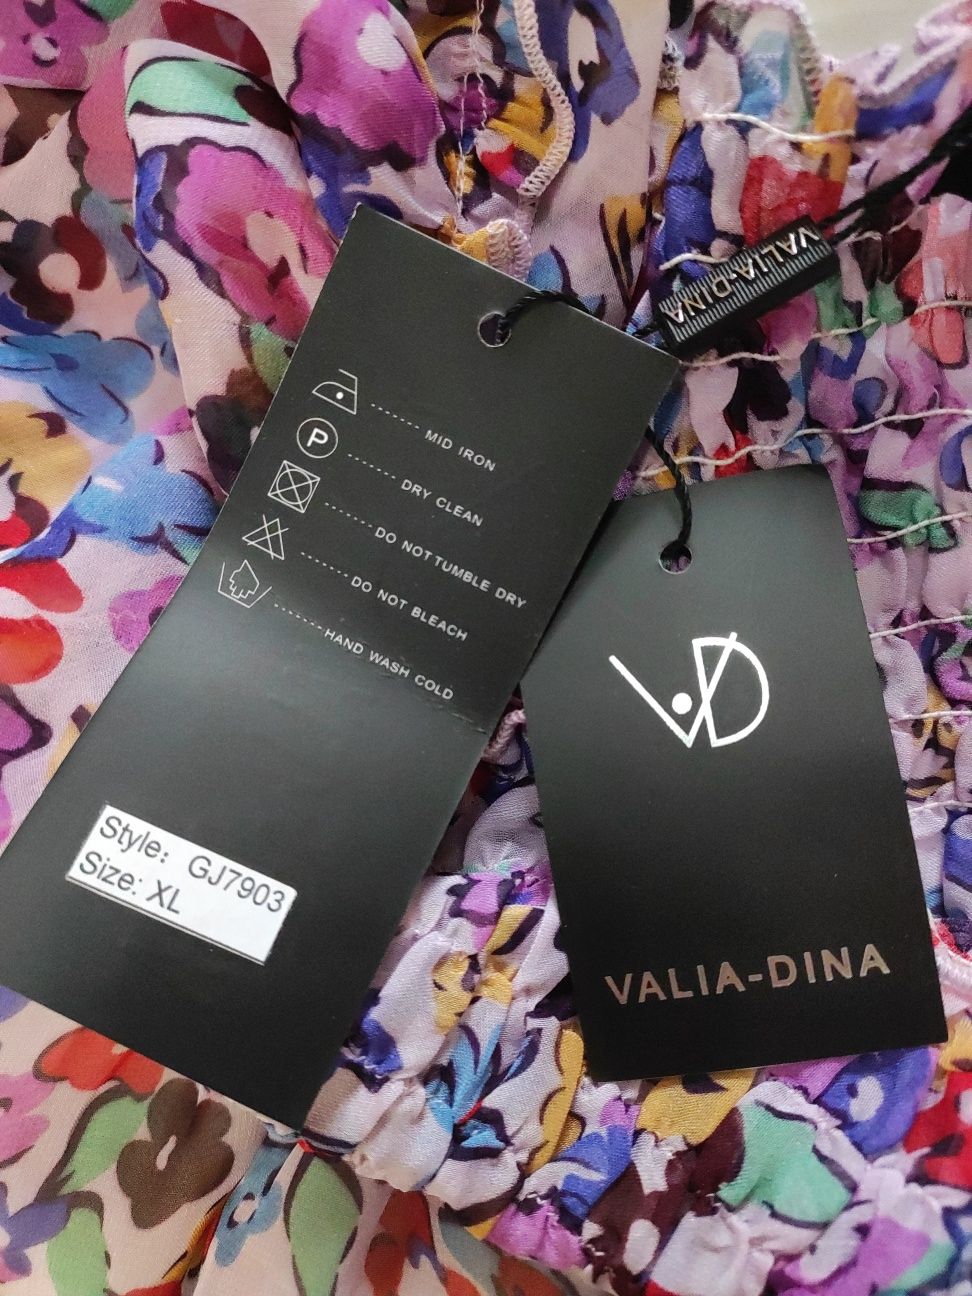 VALIA-DINA
MID IRON
P
DRY CLEAN
DO NOT TUMBLE DRY
DO NOT BLEACH
HAND WASH COLD
Style: GJ7903
Size: XL
VD
VALIA-DINA